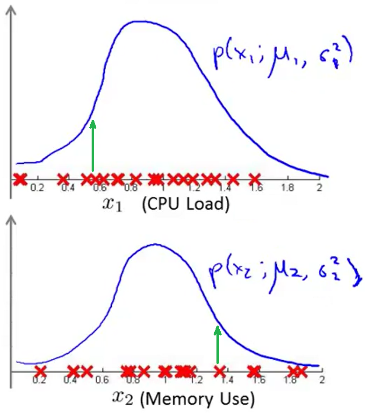 p(x₁; μ₁, σ₁²)
0.2 0.4 0.6 0.8 1 1.2 1.4 1.6 1.8 2
x₁ (CPU Load)
p(x₂; μ₂, σ₂²)
0.2 0.4 0.6 0.8 1 1.2 1.4 1.6 1.8 2
x₂ (Memory Use)